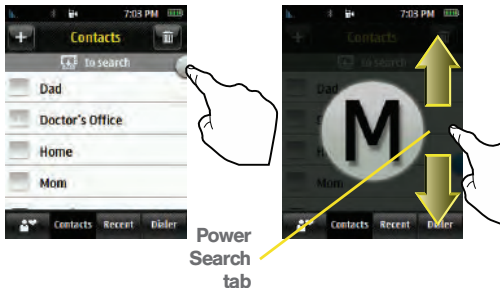 7:03 PM
+ Contacts
to search
Dad
Doctor's Office
Home
Mom
Contacts Recent Dialer
7:03 PM
+ Contacts
to search
Dad
M
Home
Mom
Contacts Recent Dialer
Power
Search
tab